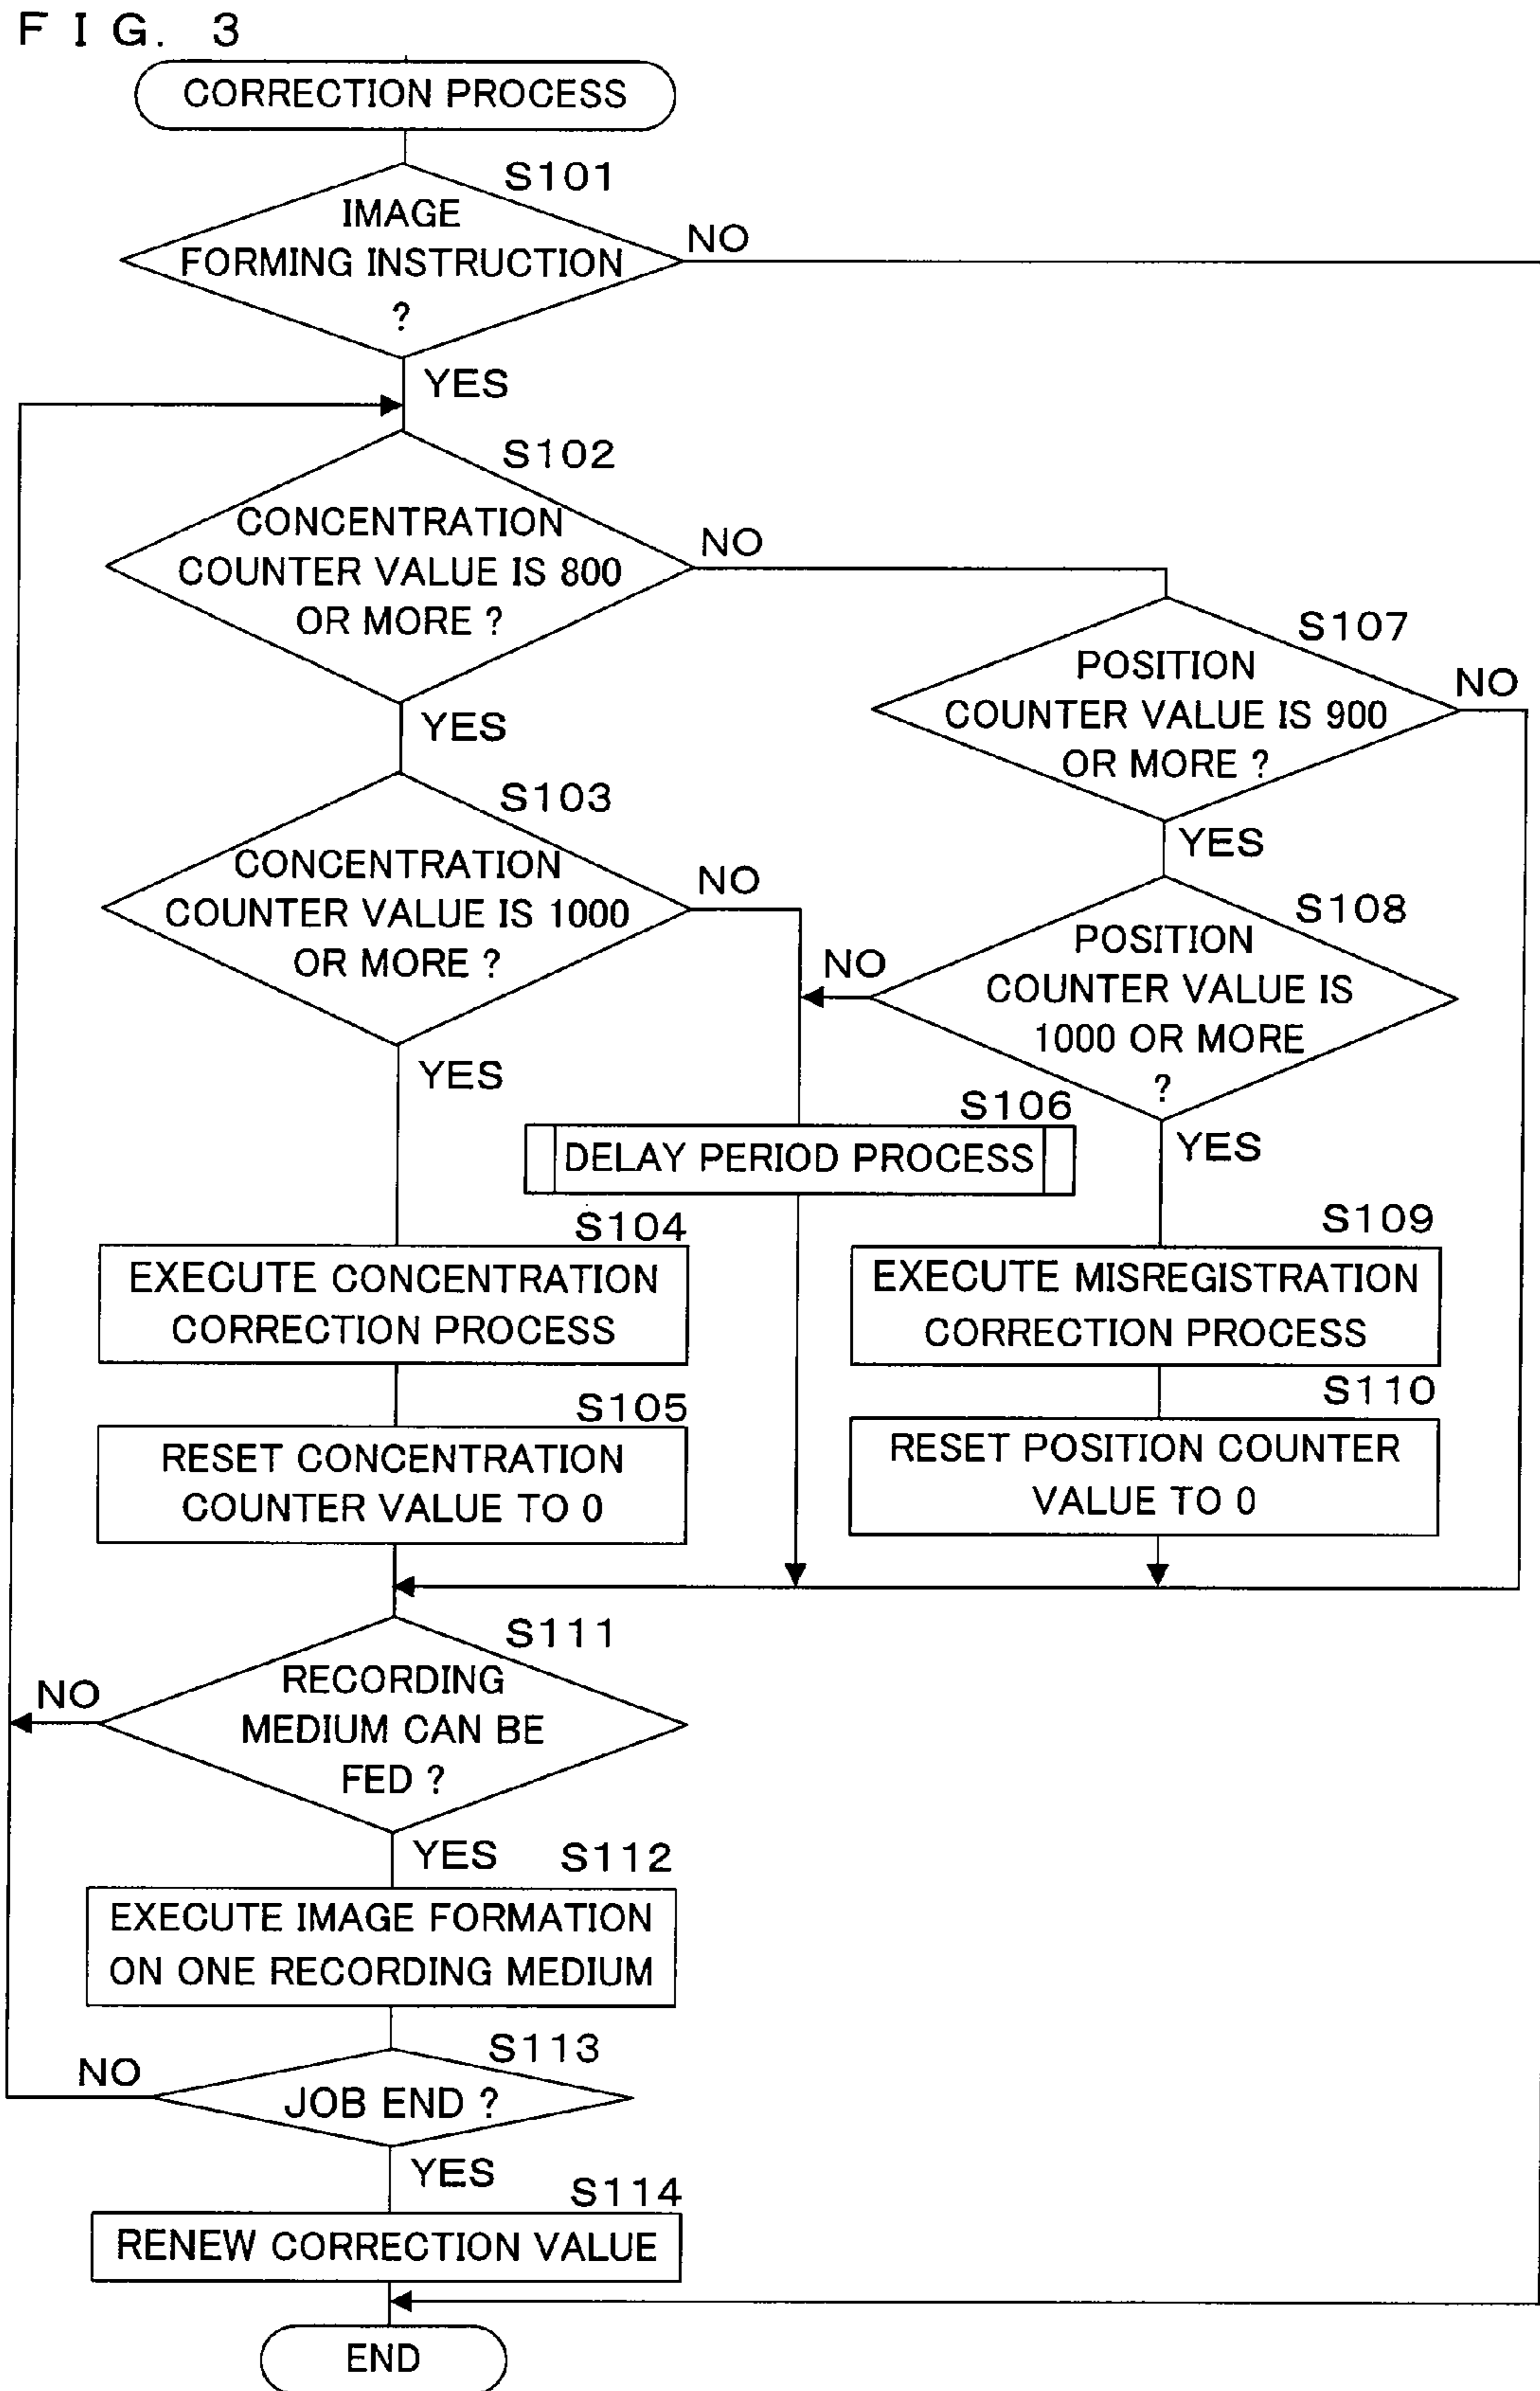 FIG. 3
CORRECTION PROCESS
S101
IMAGE
FORMING INSTRUCTION
?
NO
YES
S102
CONCENTRATION
COUNTER VALUE IS 800
OR MORE ?
NO
YES
S107
POSITION
COUNTER VALUE IS 900
OR MORE ?
NO
YES
S103
CONCENTRATION
COUNTER VALUE IS 1000
OR MORE ?
NO
YES
S108
POSITION
COUNTER VALUE IS
1000 OR MORE
?
NO
YES
S106
DELAY PERIOD PROCESS
S104
EXECUTE CONCENTRATION
CORRECTION PROCESS
S109
EXECUTE MISREGISTRATION
CORRECTION PROCESS
S105
RESET CONCENTRATION
COUNTER VALUE TO 0
S110
RESET POSITION COUNTER
VALUE TO 0
S111
RECORDING
MEDIUM CAN BE
FED ?
NO
YES
S112
EXECUTE IMAGE FORMATION
ON ONE RECORDING MEDIUM
S113
JOB END ?
NO
YES
S114
RENEW CORRECTION VALUE
END